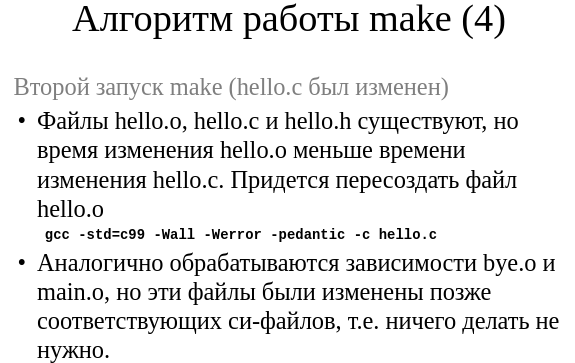 Алгоритм работы make (4)
Второй запуск make (hello.c был изменен)
• Файлы hello.o, hello.c и hello.h существуют, но
время изменения hello.o меньше времени
изменения hello.c. Придется пересоздать файл
hello.o
gcc -std=c99 -Wall -Werror -pedantic -c hello.c
• Аналогично обрабатываются зависимости bye.o и
main.o, но эти файлы были изменены позже
соответствующих си-файлов, т.е. ничего делать не
нужно.